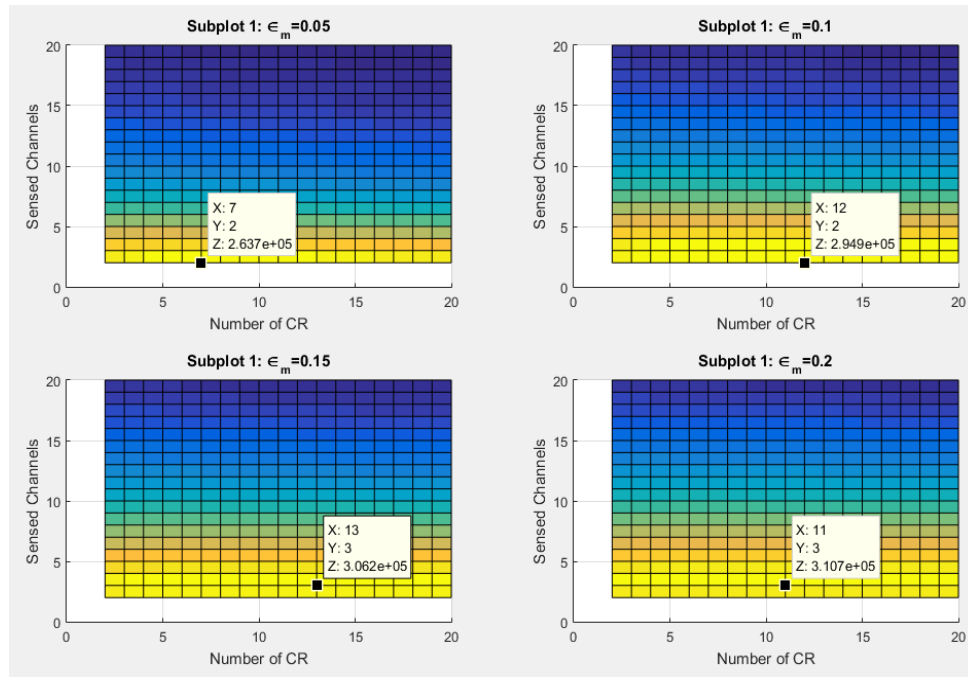 Subplot 1: ∈m=0.05
20
15
10
5
0
Sensed Channels
X: 7
Y: 2
Z: 2.637e+05
0 5 10 15 20
Number of CR
Subplot 1: ∈m=0.1
20
15
10
5
0
Sensed Channels
X: 12
Y: 2
Z: 2.949e+05
0 5 10 15 20
Number of CR
Subplot 1: ∈m=0.15
20
15
10
5
0
Sensed Channels
X: 13
Y: 3
Z: 3.062e+05
0 5 10 15 20
Number of CR
Subplot 1: ∈m=0.2
20
15
10
5
0
Sensed Channels
X: 11
Y: 3
Z: 3.107e+05
0 5 10 15 20
Number of CR